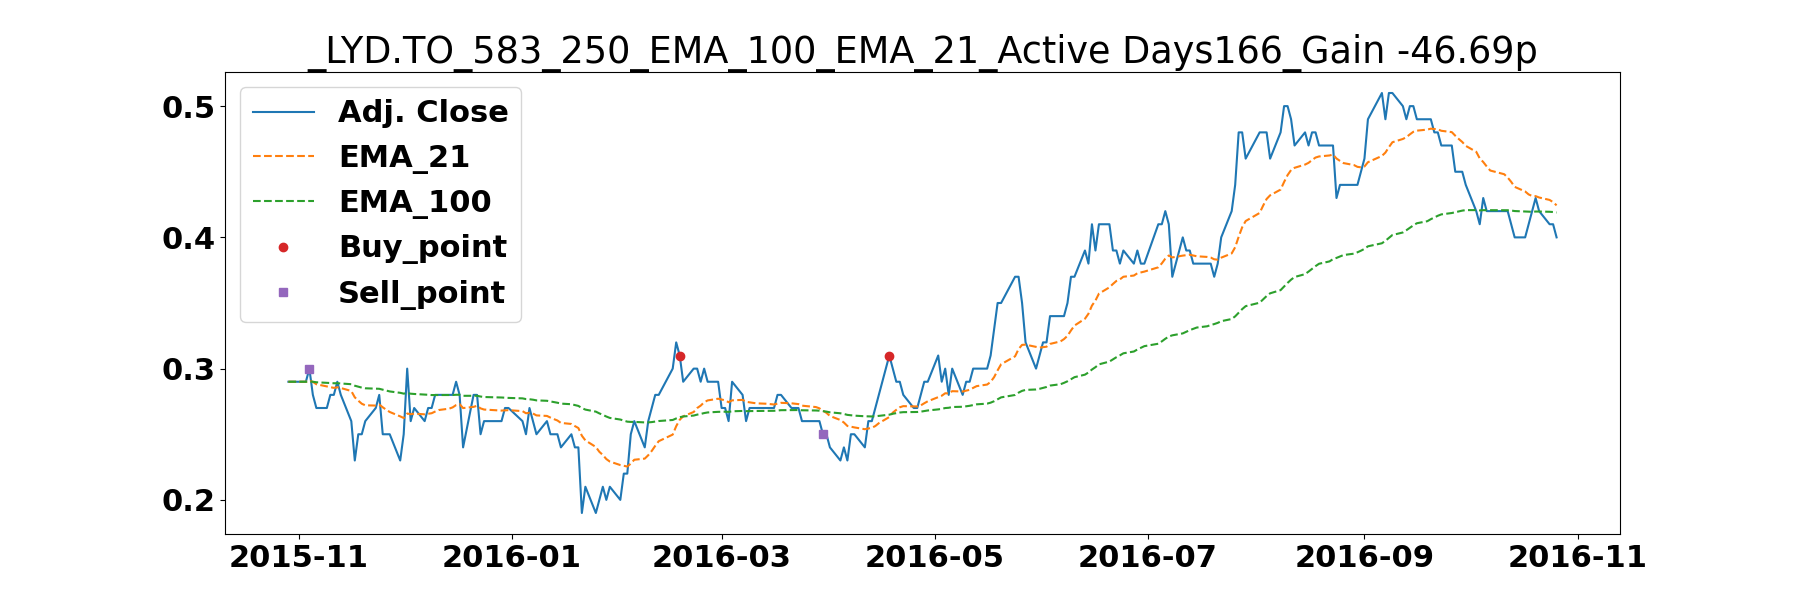 _LYD.TO_583_250_EMA_100_EMA_21_Active Days166_Gain -46.69p
Adj. Close
EMA_21
EMA_100
Buy_point
Sell_point
0.5
0.4
0.3
0.2
2015-11 2016-01 2016-03 2016-05 2016-07 2016-09 2016-11